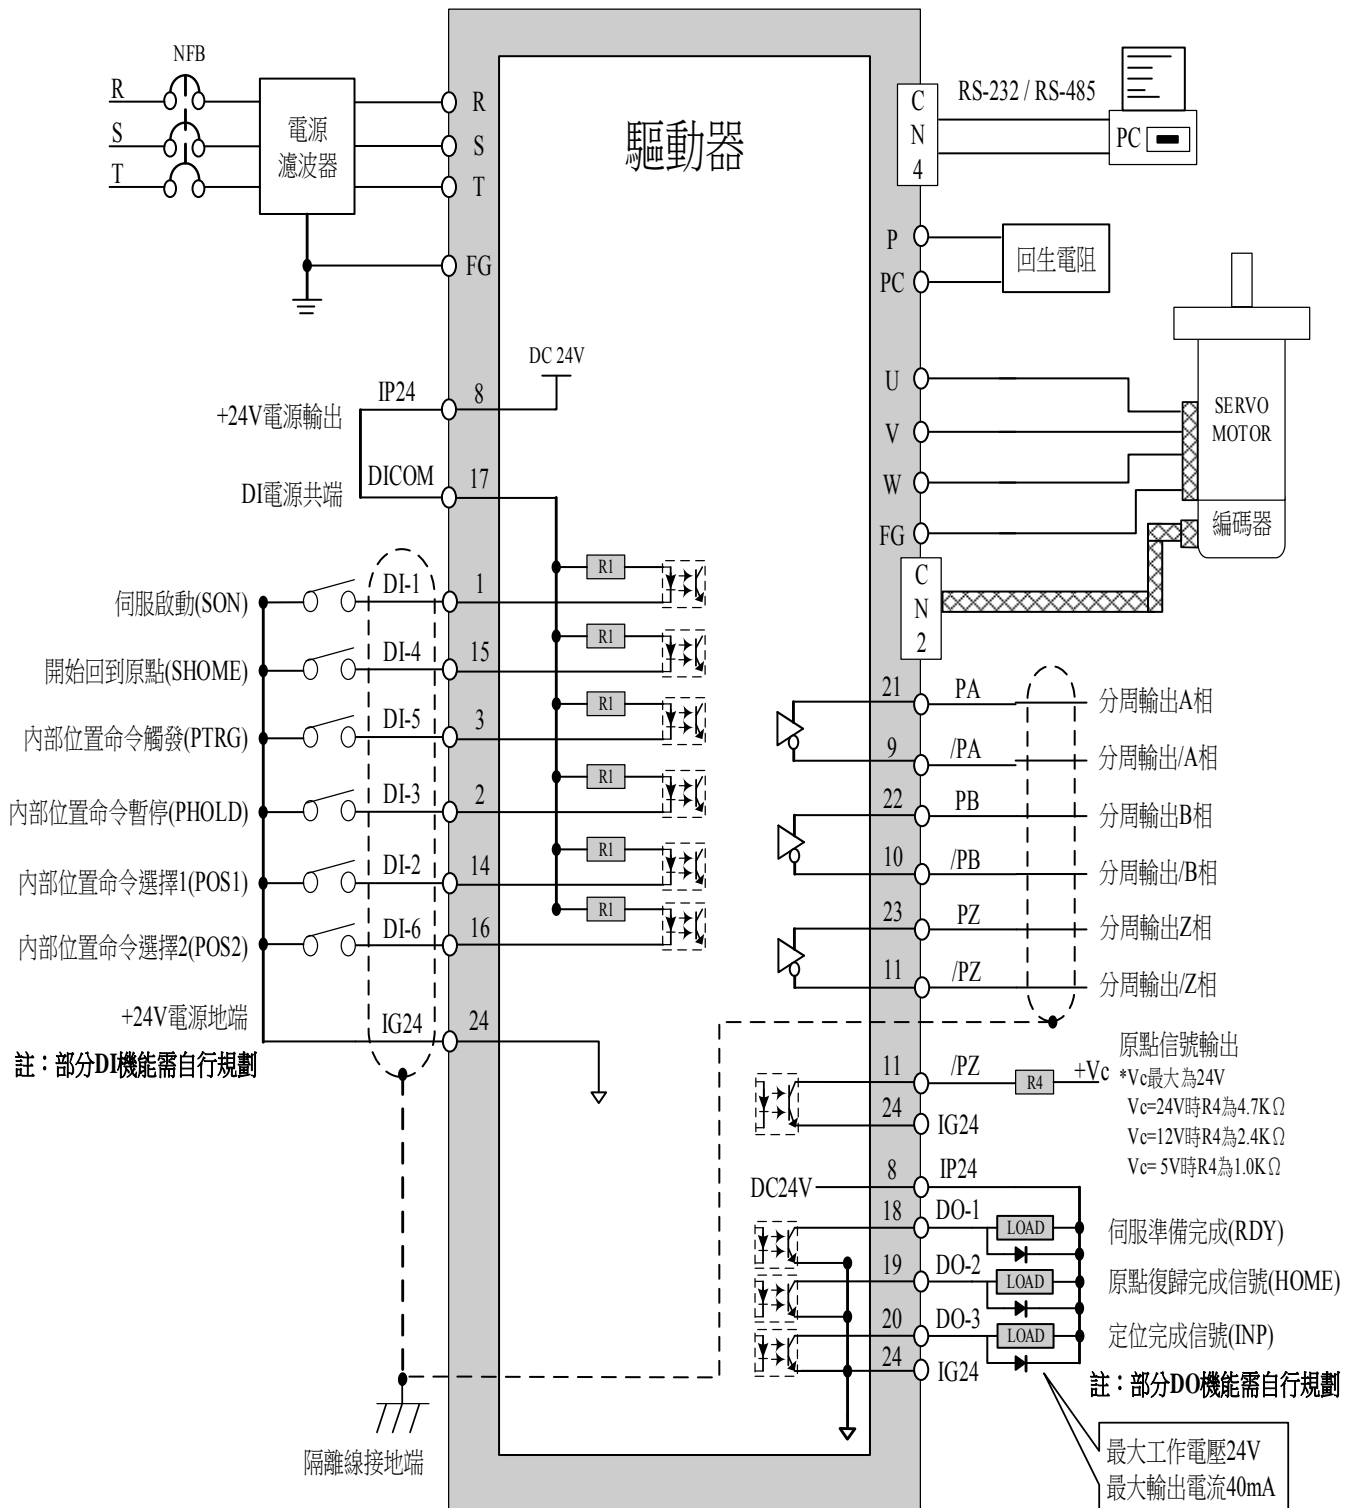 NFB
R
S
T
電源
濾波器
R
S
T
FG
驅動器
C
N
4
RS-232 / RS-485
PC
P
PC
回生電阻
U
V
W
FG
SERVO
MOTOR
編碼器
C
N
2
DC 24V
+24V電源輸出
IP24
8
DI電源共端
DICOM
17
伺服啟動(SON)
DI-1
1
R1
開始回到原點(SHOME)
DI-4
15
R1
內部位置命令觸發(PTRG)
DI-5
3
R1
內部位置命令暫停(PHOLD)
DI-3
2
R1
內部位置命令選擇1(POS1)
DI-2
14
R1
內部位置命令選擇2(POS2)
DI-6
16
R1
+24V電源地端
IG24
24
註：部分DI機能需自行規劃
隔離線接地端
21
PA
分周輸出A相
9
/PA
分周輸出/A相
22
PB
分周輸出B相
10
/PB
分周輸出/B相
23
PZ
分周輸出Z相
11
/PZ
分周輸出/Z相
11
/PZ
R4
+Vc
原點信號輸出
*Vc最大為24V
Vc=24V時R4為4.7KΩ
Vc=12V時R4為2.4KΩ
Vc= 5V時R4為1.0KΩ
24
IG24
DC24V
8
IP24
18
DO-1
LOAD
伺服準備完成(RDY)
19
DO-2
LOAD
原點復歸完成信號(HOME)
20
DO-3
LOAD
定位完成信號(INP)
24
IG24
註：部分DO機能需自行規劃
最大工作電壓24V
最大輸出電流40mA